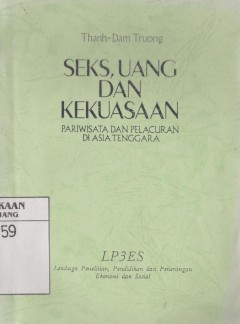 Thanh-Dam Truong
SEKS, UANG
DAN
KEKUASAAN
PARIWISATA DAN PELACURAN
DI ASIA TENGGARA
KAAN
ANG
59
LP3ES
Lembaga Penelitian, Pendidikan dan Penerangan
Ekonomi dan Sosial